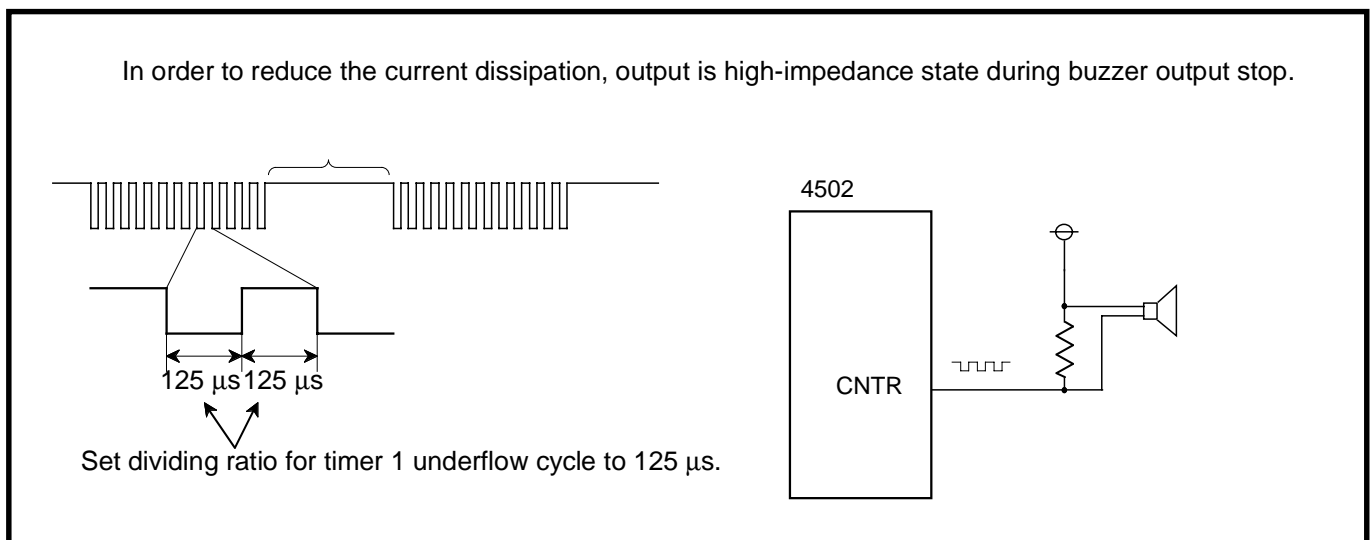 In order to reduce the current dissipation, output is high-impedance state during buzzer output stop.
4502
CNTR
125 μs 125 μs
Set dividing ratio for timer 1 underflow cycle to 125 μs.